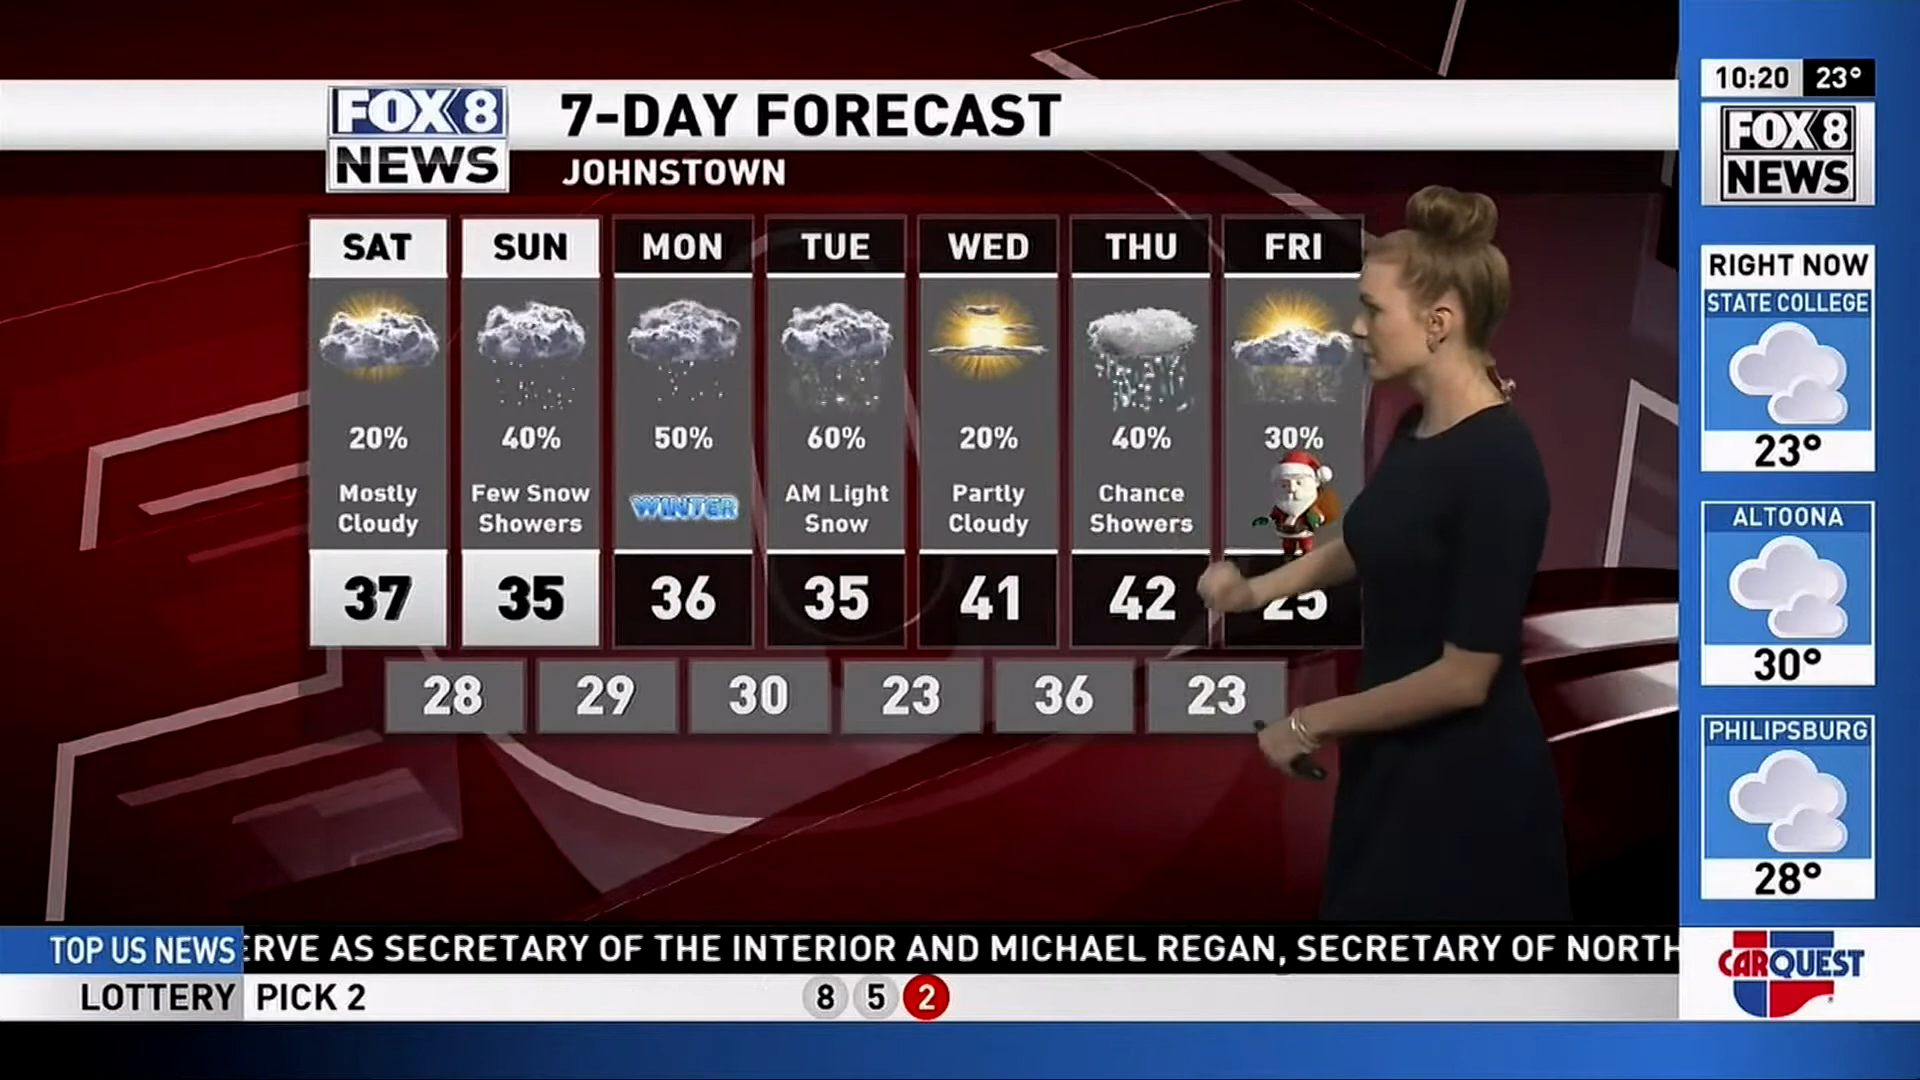 10:20 23°
FOX 8
NEWS
7-DAY FORECAST
JOHNSTOWN
FOX 8
NEWS
SAT SUN MON TUE WED THU FRI
20% 40% 50% 60% 20% 40% 30%
Mostly
Cloudy
Few Snow
Showers
WINTER
AM Light
Snow
Partly
Cloudy
Chance
Showers
37 35 36 35 41 42 25
28 29 30 23 36 23
RIGHT NOW
STATE COLLEGE
23°
ALTOONA
30°
PHILIPSBURG
28°
TOP US NEWS ERVE AS SECRETARY OF THE INTERIOR AND MICHAEL REGAN, SECRETARY OF NORTH
LOTTERY PICK 2 8 5 2
CARQUEST